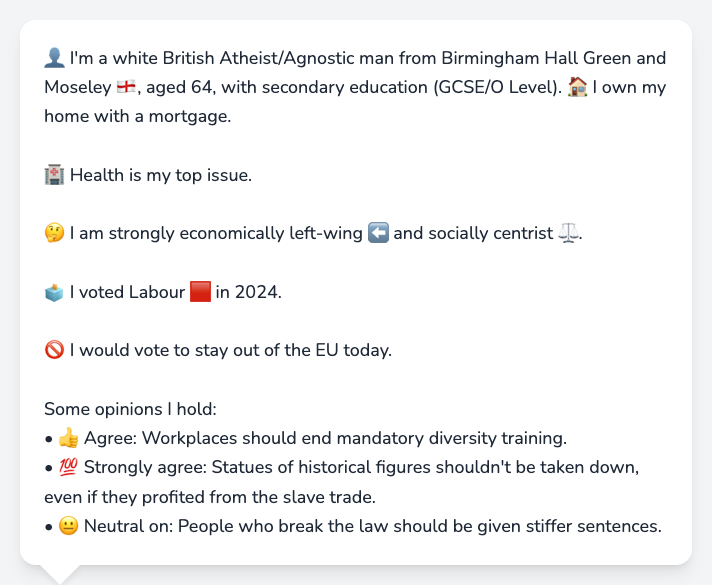 👤 I'm a white British Atheist/Agnostic man from Birmingham Hall Green and
Moseley 🏴󠁧󠁢󠁥󠁮󠁧󠁿, aged 64, with secondary education (GCSE/O Level). 🏠 I own my
home with a mortgage.
🏥 Health is my top issue.
🤔 I am strongly economically left-wing ⬅️ and socially centrist ⚖️.
🗳️ I voted Labour 🟥 in 2024.
🚫 I would vote to stay out of the EU today.
Some opinions I hold:
• 👍 Agree: Workplaces should end mandatory diversity training.
• 💯 Strongly agree: Statues of historical figures shouldn't be taken down,
even if they profited from the slave trade.
• 😐 Neutral on: People who break the law should be given stiffer sentences.